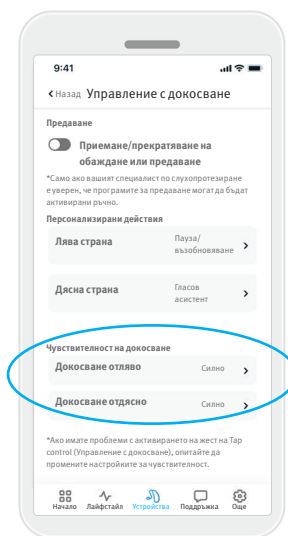 9:41
Назад Управление с докосване
Предаване
Приемане/прекратяване на
обаждане или предаване
*Само ако вашият специалист по слухопротезиране
е уверен, че програмите за предаване могат да бъдат
активирани ръчно.
Персонализирани действия
Лява страна Пауза/
възобновяване
Дясна страна Гласов
асистент
Чувствителност на докосване
Докосване отляво Силно
Докосване отдясно Силно
*Ако имате проблеми с активирането на жест на Tap
control (Управление с докосване), опитайте да
промените настройките за чувствителност.
Начало Лайфстайл Устройства Поддръжка Още